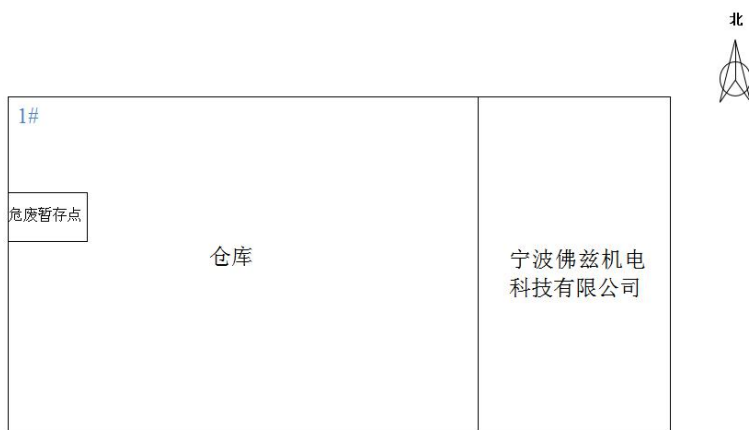 北
1#
危废暂存点
仓库
宁波佛兹机电
科技有限公司